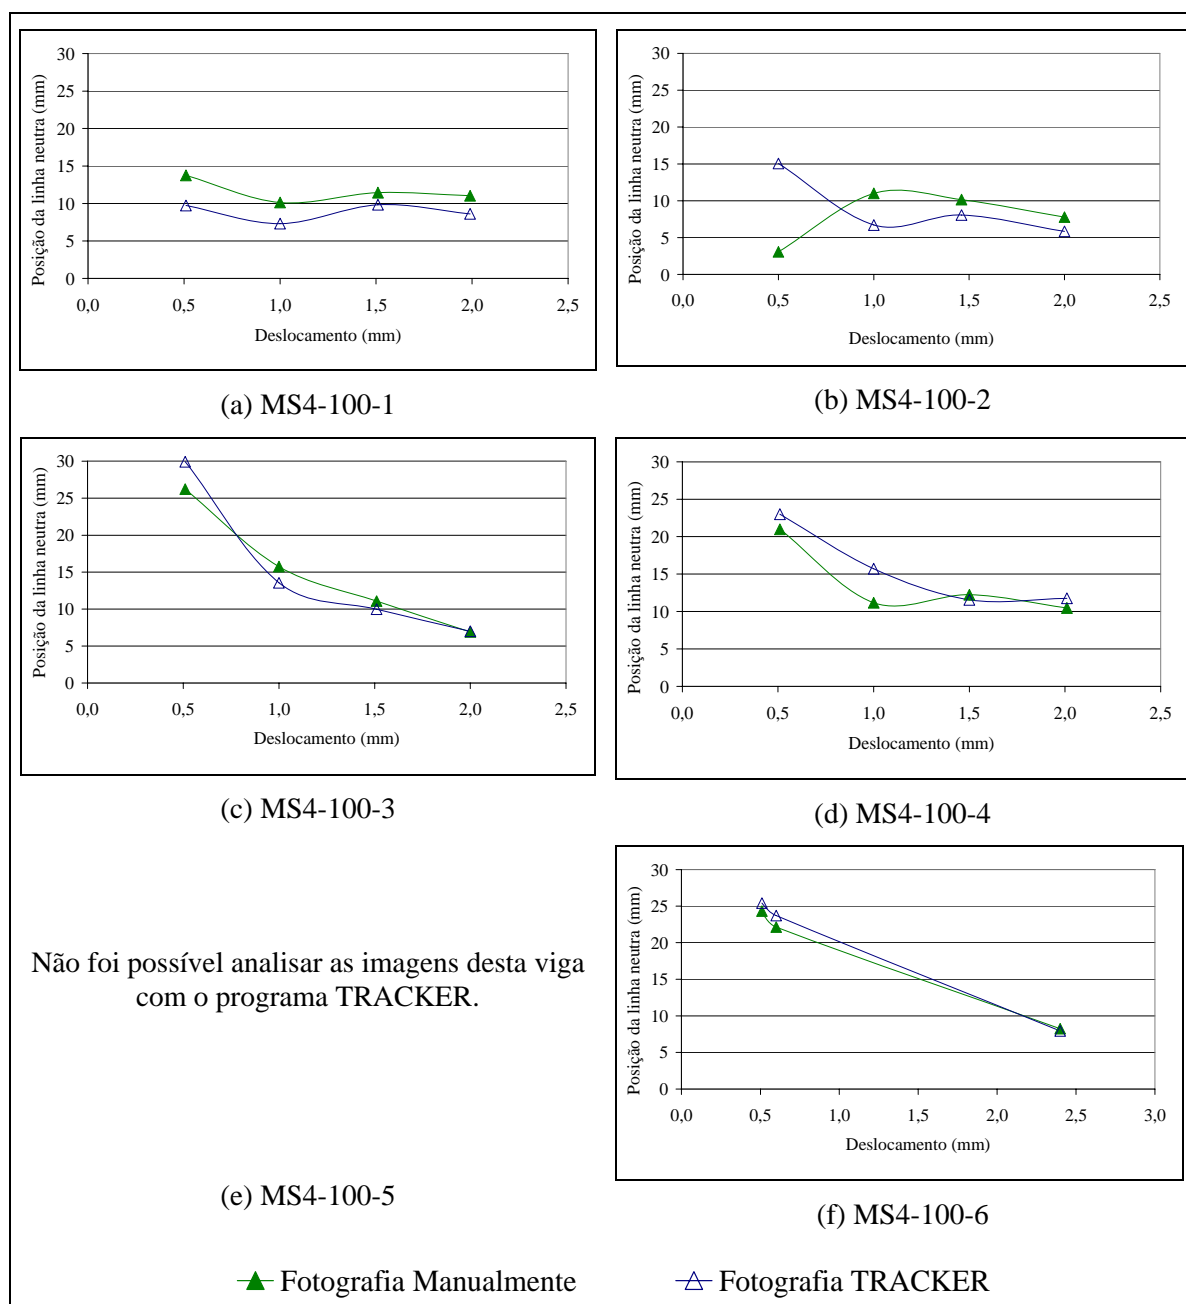 Posição da linha neutra (mm)
30
25
20
15
10
5
0
0,0 0,5 1,0 1,5 2,0 2,5
Deslocamento (mm)
(a) MS4-100-1
Posição da linha neutra (mm)
30
25
20
15
10
5
0
0,0 0,5 1,0 1,5 2,0 2,5
Deslocamento (mm)
(b) MS4-100-2
Posição da linha neutra (mm)
30
25
20
15
10
5
0
0,0 0,5 1,0 1,5 2,0 2,5
Deslocamento (mm)
(c) MS4-100-3
Posição da linha neutra (mm)
30
25
20
15
10
5
0
0,0 0,5 1,0 1,5 2,0 2,5
Deslocamento (mm)
(d) MS4-100-4
Não foi possível analisar as imagens desta viga
com o programa TRACKER.
(e) MS4-100-5
Posição da linha neutra (mm)
30
25
20
15
10
5
0
0,0 0,5 1,0 1,5 2,0 2,5 3,0
Deslocamento (mm)
(f) MS4-100-6
Fotografia Manualmente Fotografia TRACKER